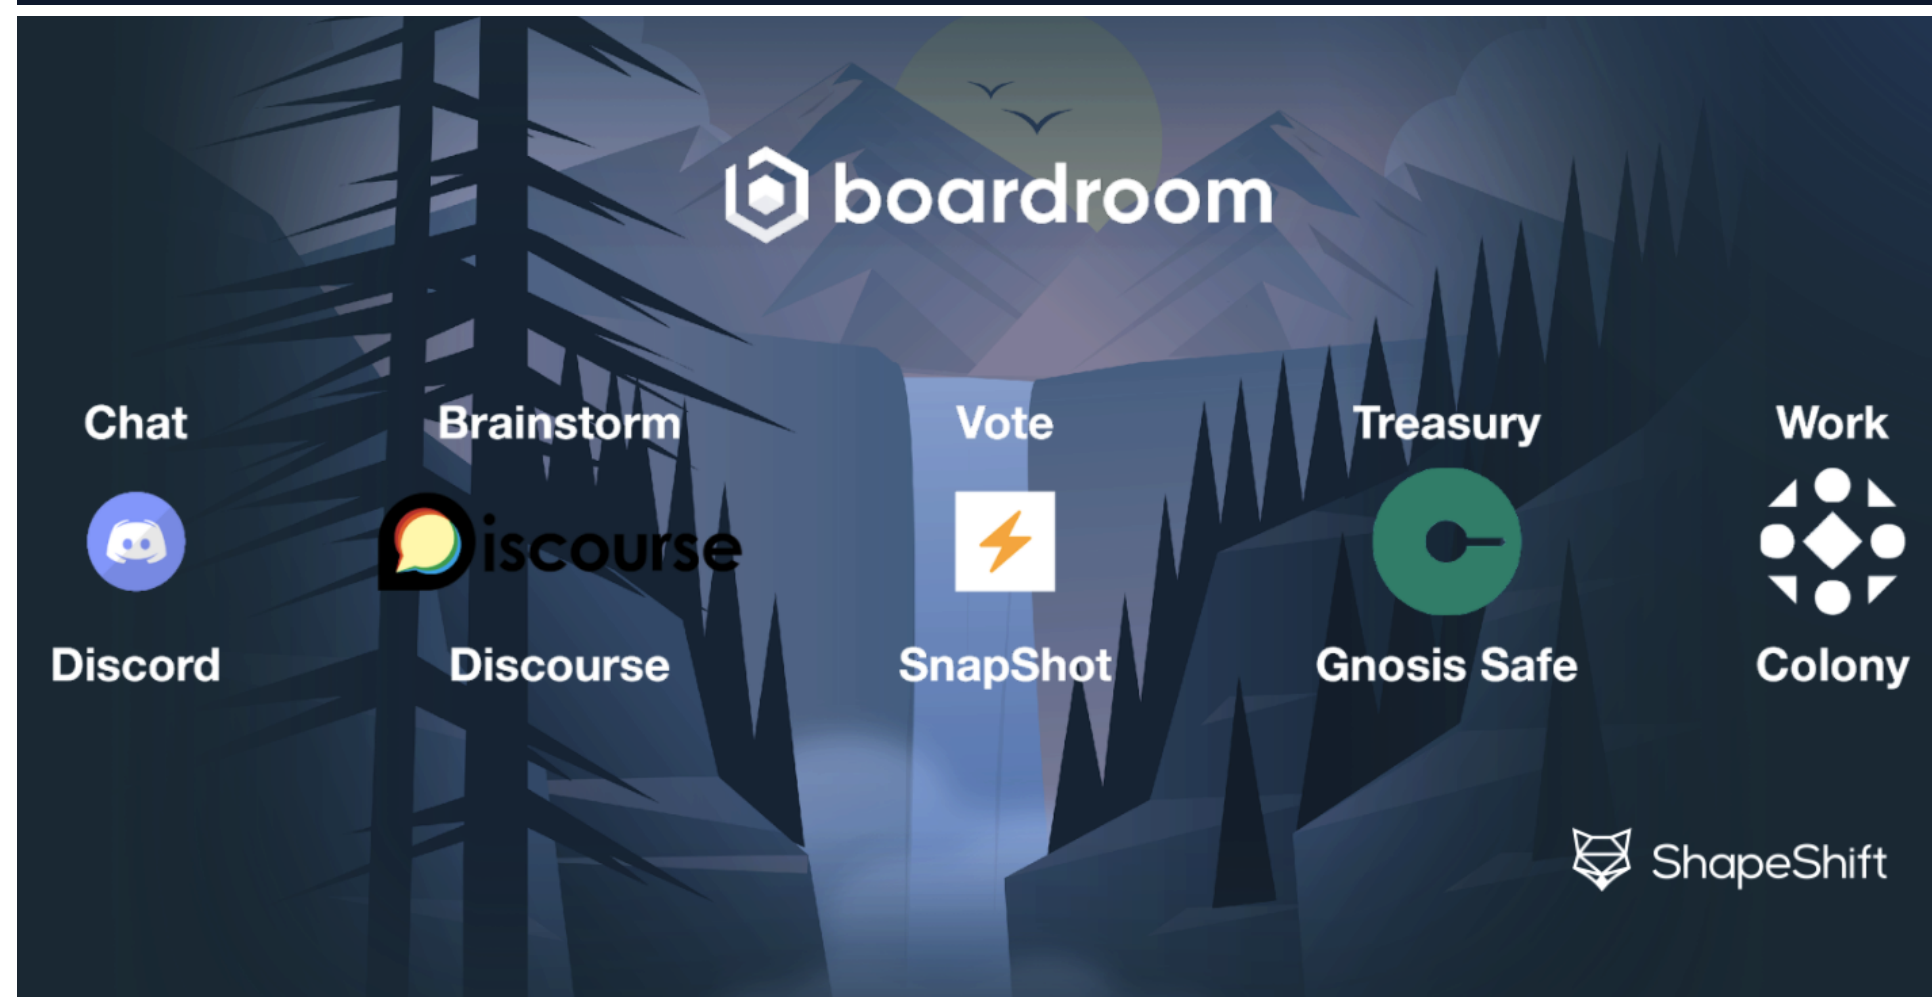 boardroom
Chat Brainstorm Vote Treasury Work
Discourse
Discord Discourse SnapShot Gnosis Safe Colony
ShapeShift